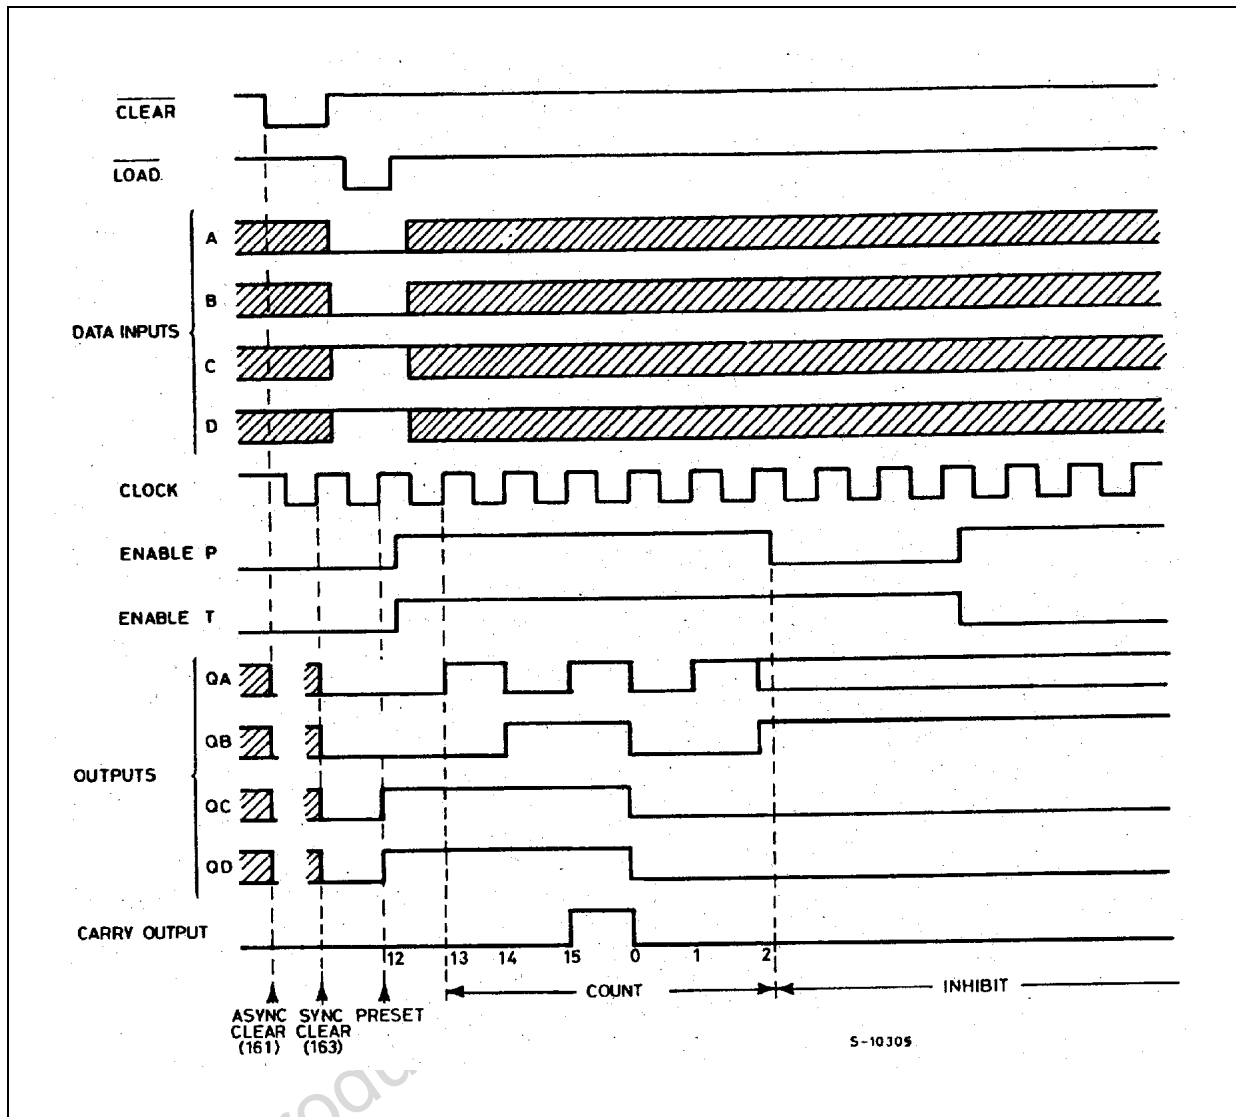 CLEAR
LOAD.
DATA INPUTS
A
B
C
D
CLOCK
ENABLE P
ENABLE T
OUTPUTS
QA
QB
QC
QD
CARRY OUTPUT
12 13 14 15 0 1 2
COUNT INHIBIT
ASYNC CLEAR (161)
SYNC CLEAR (163)
PRESET
S-10305